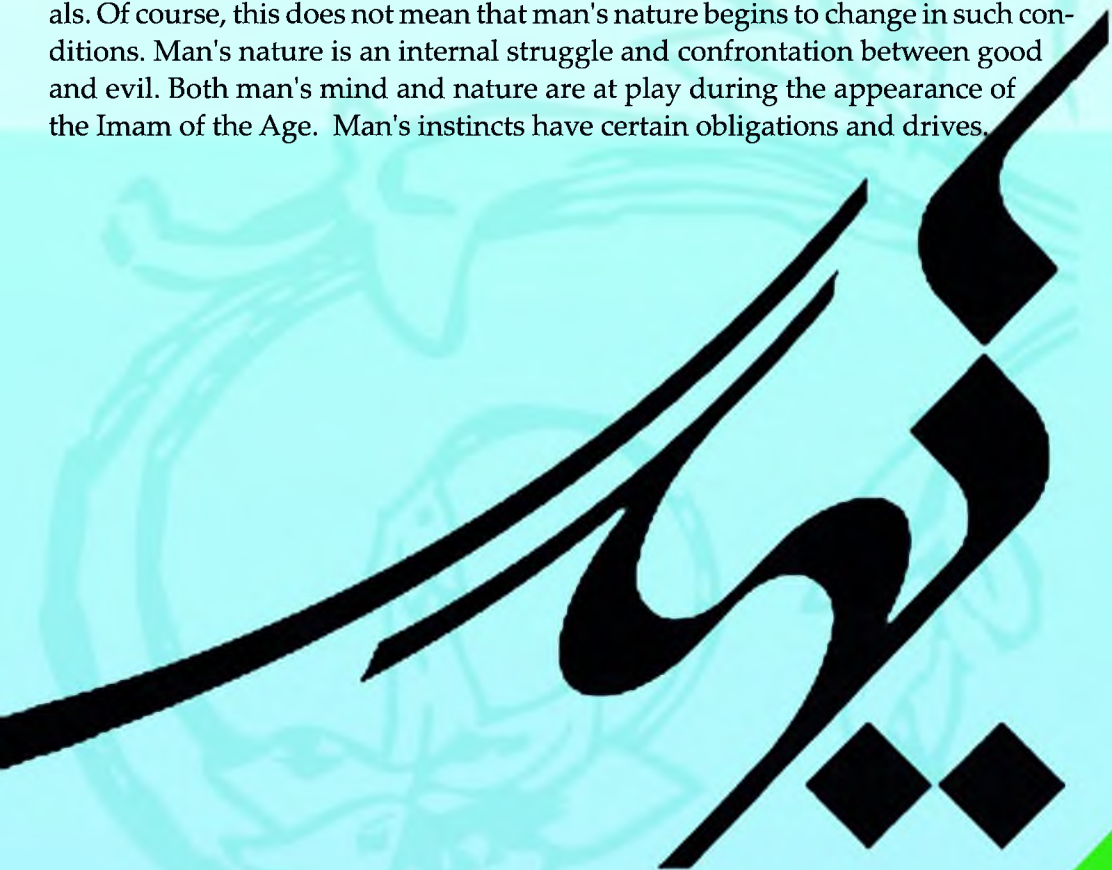 als. Of course, this does not mean that man's nature begins to change in such con-
ditions. Man's nature is an internal struggle and confrontation between good
and evil. Both man's mind and nature are at play during the appearance of
the Imam of the Age.  Man's instincts have certain obligations and drives.